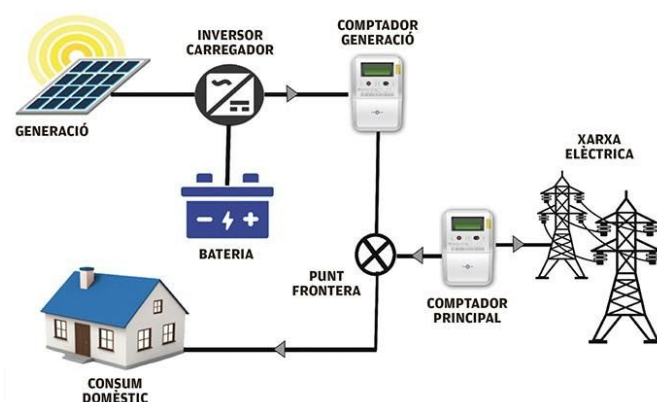 INVERSOR
CARREGADOR
COMPTADOR
GENERACIÓ
GENERACIÓ
XARXA
ELÈCTRICA
BATERIA
PUNT
FRONTERA
COMPTADOR
PRINCIPAL
CONSUM
DOMÈSTIC